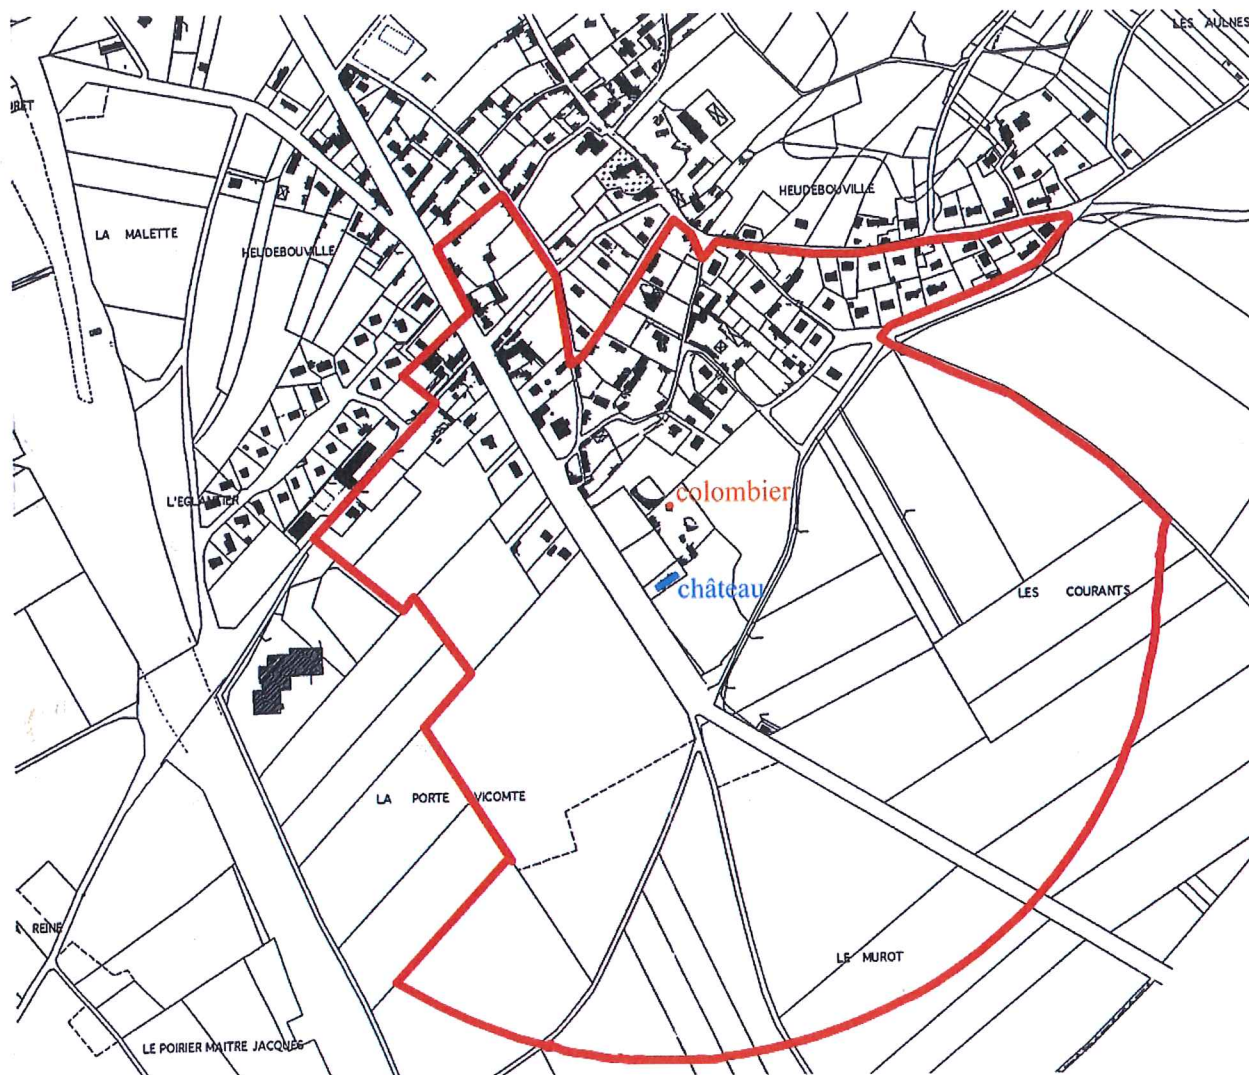 LES AULNES
HEUDEBOUVILLE
LA MALETTE
HEUDEBOUVILLE
colombier
L'EGLANTIER
château
LES COURANTS
LA PORTE VICOMTE
REINE
LE MUROT
LE POIRIER MAITRE JACQUES